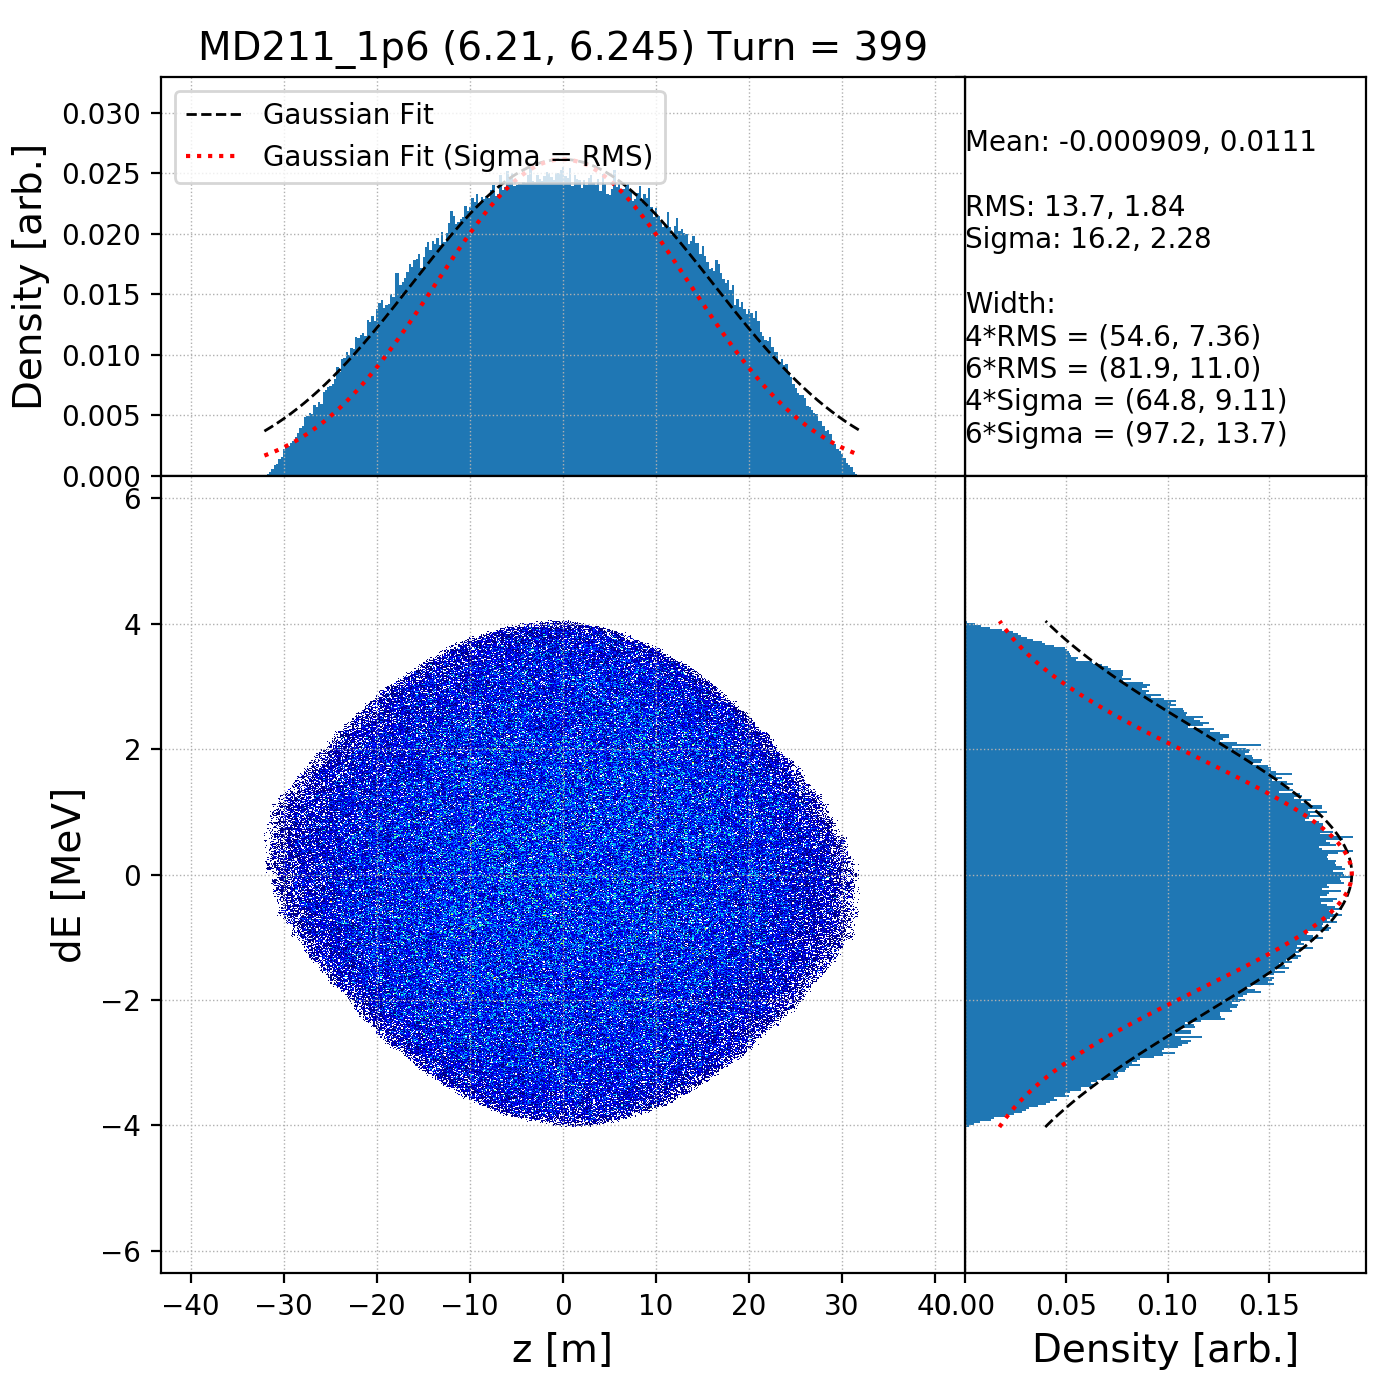 MD211_1p6 (6.21, 6.245) Turn = 399
Gaussian Fit
Gaussian Fit (Sigma = RMS)
Density [arb.]
0.030
0.025
0.020
0.015
0.010
0.005
0.000
Mean: -0.000909, 0.0111
RMS: 13.7, 1.84
Sigma: 16.2, 2.28
Width:
4*RMS = (54.6, 7.36)
6*RMS = (81.9, 11.0)
4*Sigma = (64.8, 9.11)
6*Sigma = (97.2, 13.7)
dE [MeV]
6
4
2
0
−2
−4
−6
−40 −30 −20 −10 0 10 20 30 40
z [m]
0.00 0.05 0.10 0.15
Density [arb.]